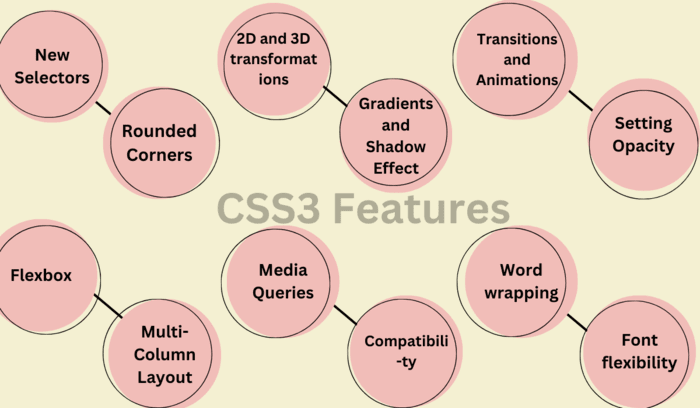 New
Selectors
Rounded
Corners
2D and 3D
transformat
ions
Gradients
and
Shadow
Effect
Transitions
and
Animations
Setting
Opacity
CSS3 Features
Flexbox
Multi-
Column
Layout
Media
Queries
Compatibili
-ty
Word
wrapping
Font
flexibility